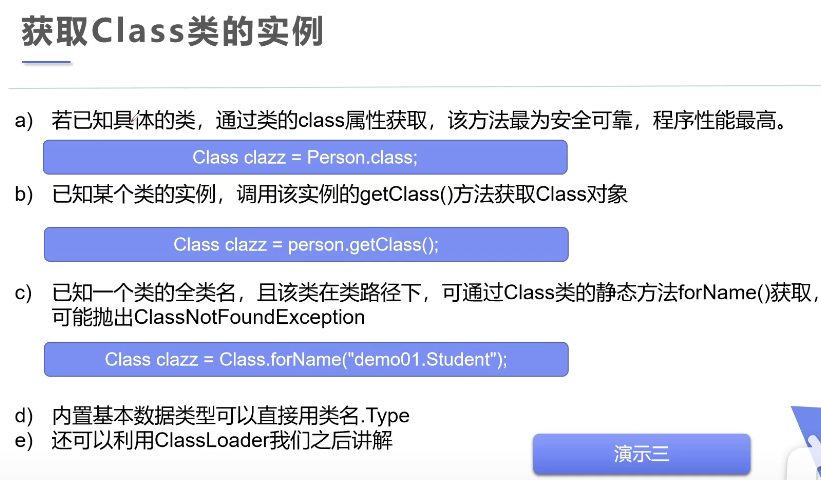 获取Class类的实例
a) 若已知具体的类，通过类的class属性获取，该方法最为安全可靠，程序性能最高。
Class clazz = Person.class;
b) 已知某个类的实例，调用该实例的getClass()方法获取Class对象
Class clazz = person.getClass();
c) 已知一个类的全类名，且该类在类路径下，可通过Class类的静态方法forName()获取，
可能抛出ClassNotFoundException
Class clazz = Class.forName("demo01.Student");
d) 内置基本数据类型可以直接用类名.Type
e) 还可以利用ClassLoader我们之后讲解
演示三